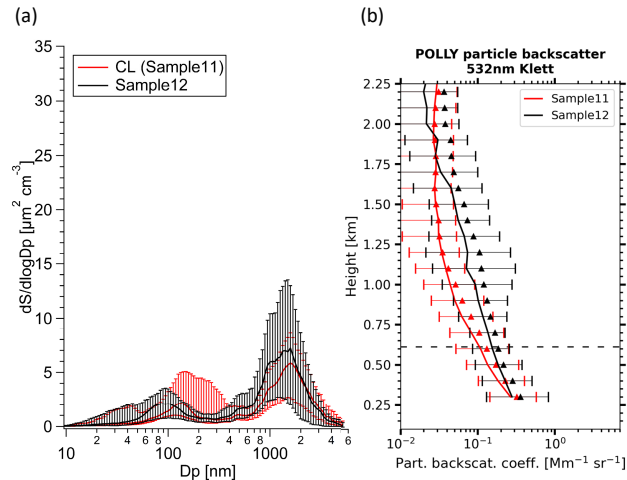 (a)
35
30
25
20
15
10
5
0
dS/dlogDp [µm² cm⁻³]
CL (Sample11)
Sample12
10 2 4 6 8 100 2 4 6 8 1000 2 4 6
Dp [nm]
(b)
POLLY particle backscatter
532nm Klett
2.25
2.00
1.75
1.50
1.25
1.00
0.75
0.50
0.25
Height [km]
Sample11
Sample12
10⁻² 10⁻¹ 10⁰
Part. backscat. coeff. [Mm⁻¹ sr⁻¹]